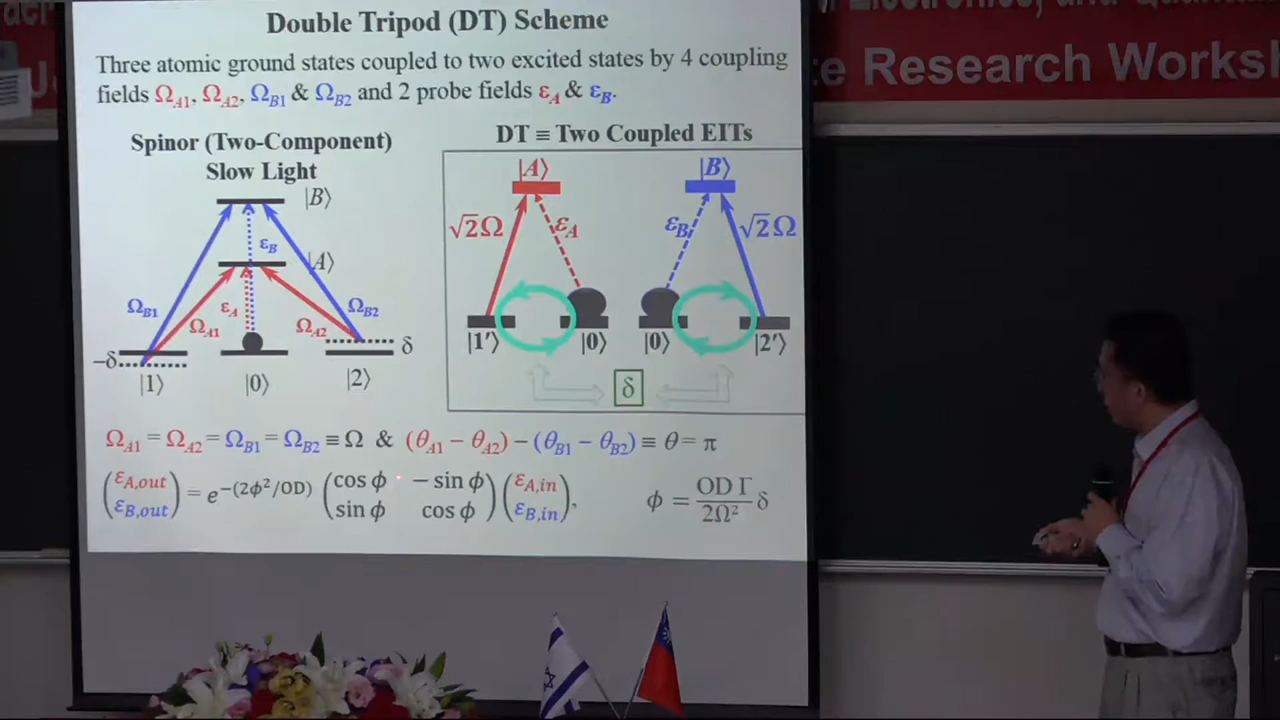 Double Tripod (DT) Scheme
Three atomic ground states coupled to two excited states by 4 coupling
fields Ω_A1, Ω_A2, Ω_B1 & Ω_B2 and 2 probe fields ε_A & ε_B.
Spinor (Two-Component)
Slow Light
|B⟩
ε_B
|A⟩
Ω_B1
ε_A
Ω_B2
Ω_A1
Ω_A2
−δ
δ
|1⟩
|0⟩
|2⟩
DT ≡ Two Coupled EITs
|A⟩
|B⟩
√2Ω
ε_A
ε_B
√2Ω
|1′⟩
|0⟩
|0⟩
|2′⟩
δ
Ω_A1 = Ω_A2 = Ω_B1 = Ω_B2 ≡ Ω & (θ_A1 − θ_A2) − (θ_B1 − θ_B2) ≡ θ = π
(ε_A,out ε_B,out) = e^−(2ϕ²/OD) (cos ϕ − sin ϕ sin ϕ cos ϕ) (ε_A,in ε_B,in), ϕ = OD Γ / 2Ω² δ
te Research Works